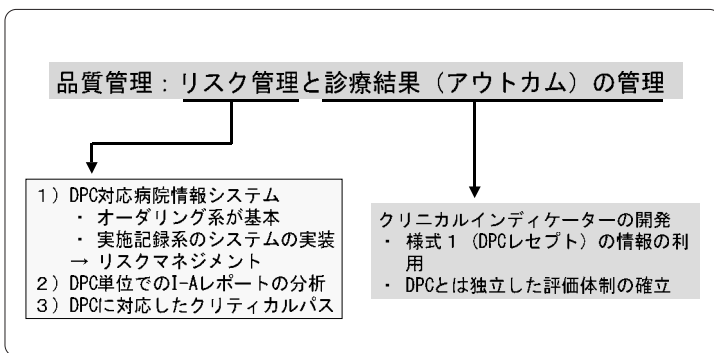 品質管理：リスク管理と診療結果（アウトカム）の管理
１）DPC対応病院情報システム
・ オーダリング系が基本
・ 実施記録系のシステムの実装
→ リスクマネジメント
２）DPC単位でのI-Aレポートの分析
３）DPCに対応したクリティカルパス
クリニカルインディケーターの開発
・ 様式１（DPCレセプト）の情報の利
用
・ DPCとは独立した評価体制の確立